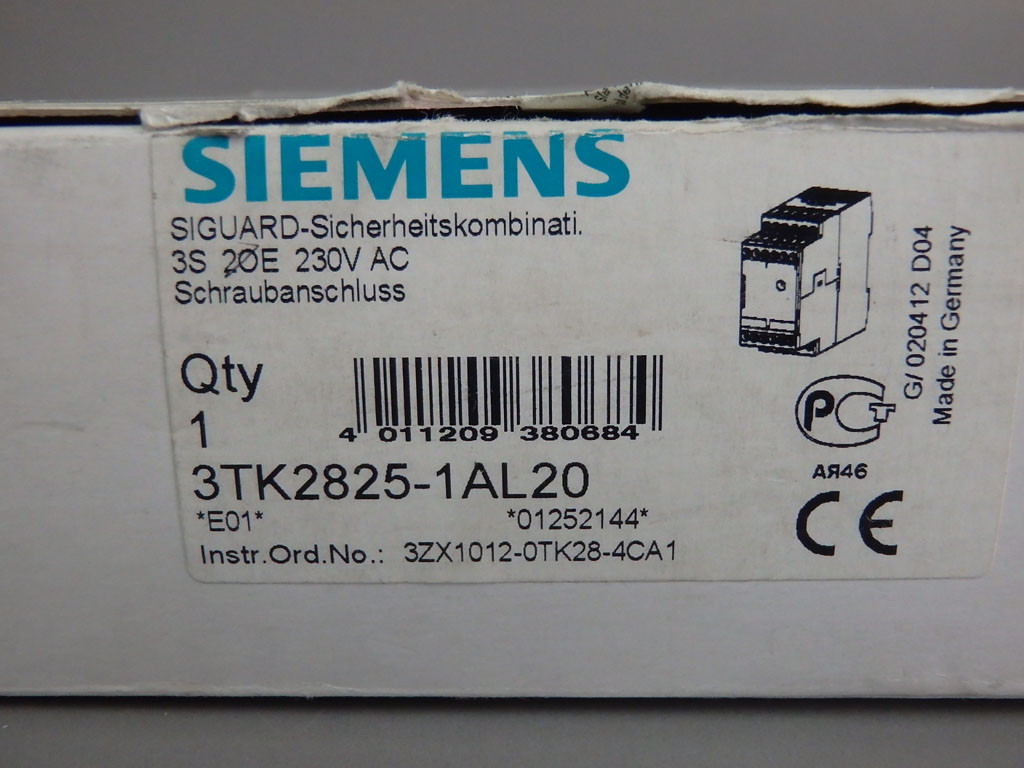 SIEMENS
SIGUARD-Sicherheitskombinati.
3S 2ØE 230V AC
Schraubanschluss
Qty
1
4 011209 380684
3TK2825-1AL20
*E01* *01252144*
Instr.Ord.No.: 3ZX1012-0TK28-4CA1
G/ 020412 D04
Made in Germany
PC
АЯ46
CE